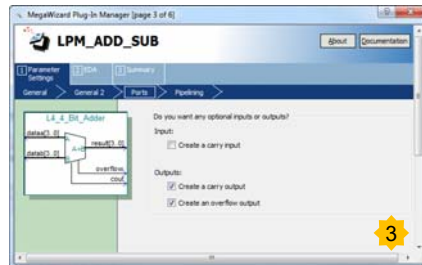 MegaWizard Plug-In Manager [page 3 of 6]
LPM_ADD_SUB
About
Documentation
1 Parameter Settings
2 EDA
3 Summary
General
General 2
Ports
Pipelining
L4_4_Bit_Adder
dataa[3..0]
datab[3..0]
A+B
result[3..0]
overflow
cout
Do you want any optional inputs or outputs?
Input:
Create a carry input
Outputs:
Create a carry output
Create an overflow output
3